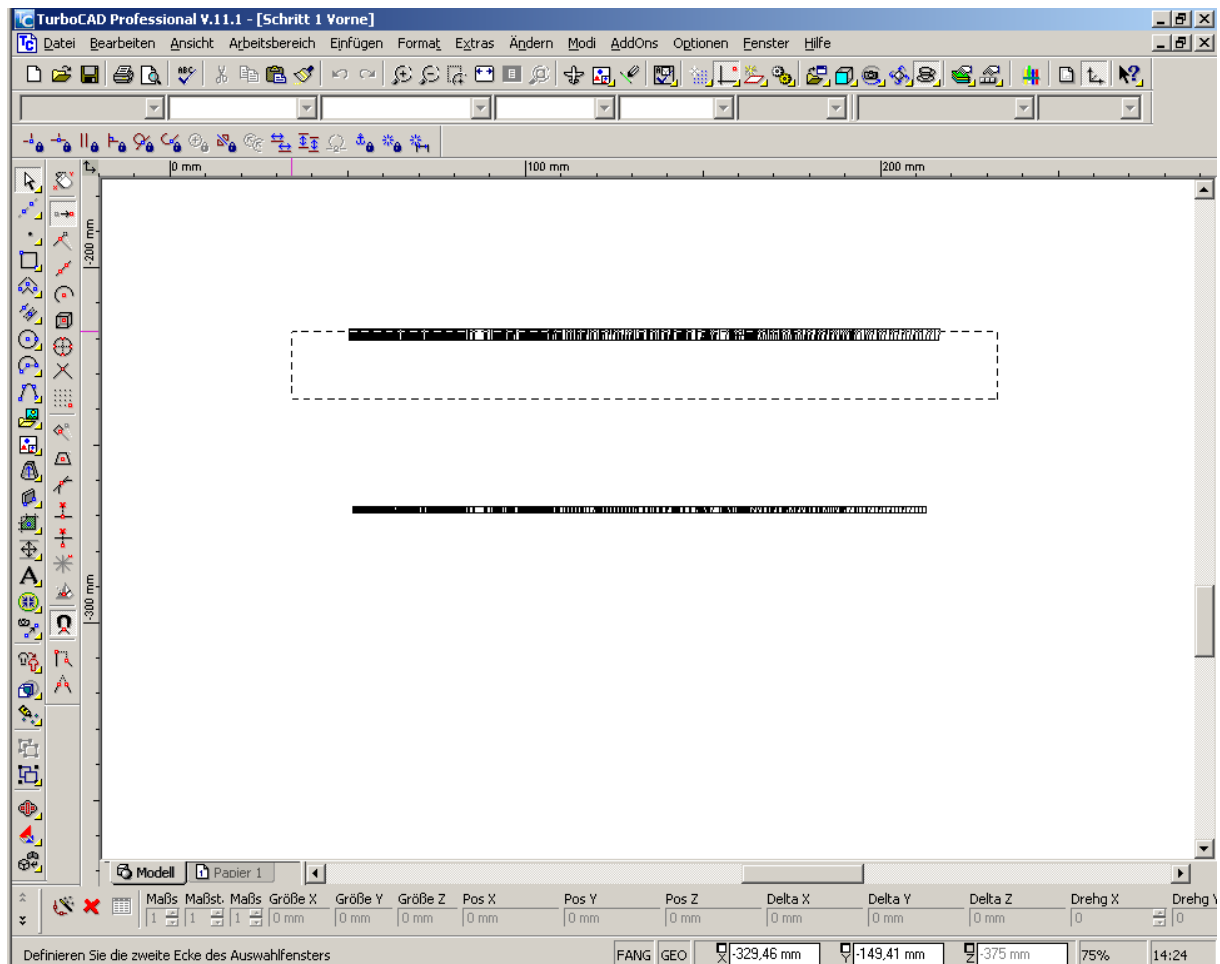 TurboCAD Professional V.11.1 - [Schritt 1 Vorne]
Datei Bearbeiten Ansicht Arbeitsbereich Einfügen Format Extras Ändern Modi AddOns Optionen Fenster Hilfe
0 mm 100 mm 200 mm
-200 mm
-300 mm
Modell Papier 1
Maßs Maßst. Maßs Größe X Größe Y Größe Z Pos X Pos Y Pos Z Delta X Delta Y Delta Z Drehg X Drehg Y
1 1 1 0 mm 0 mm 0 mm 0 mm 0 mm 0 mm 0 mm 0 mm 0 mm 0 0
Definieren Sie die zweite Ecke des Auswahlfensters FANG GEO -329,46 mm -149,41 mm -375 mm 75% 14:24